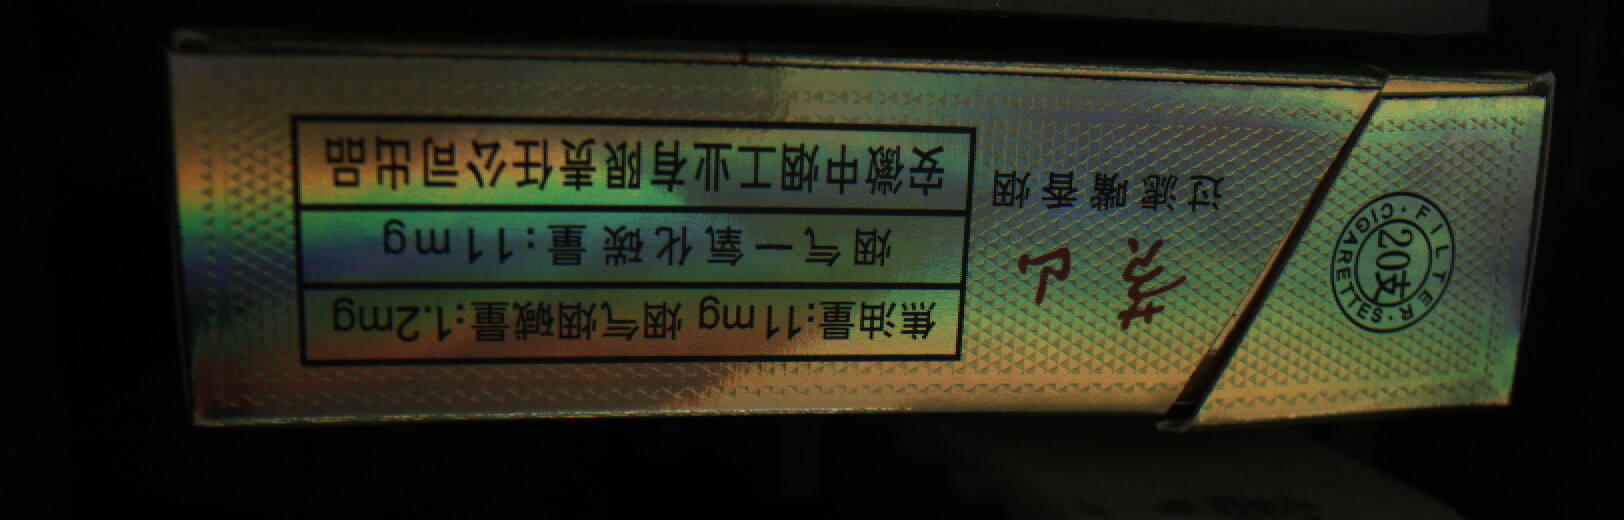 FILTER · CIGARETTES ·
20支
黄山
过滤嘴香烟
焦油量:11mg 烟气烟碱量:1.2mg
烟气一氧化碳量:11mg
安徽中烟工业有限责任公司出品